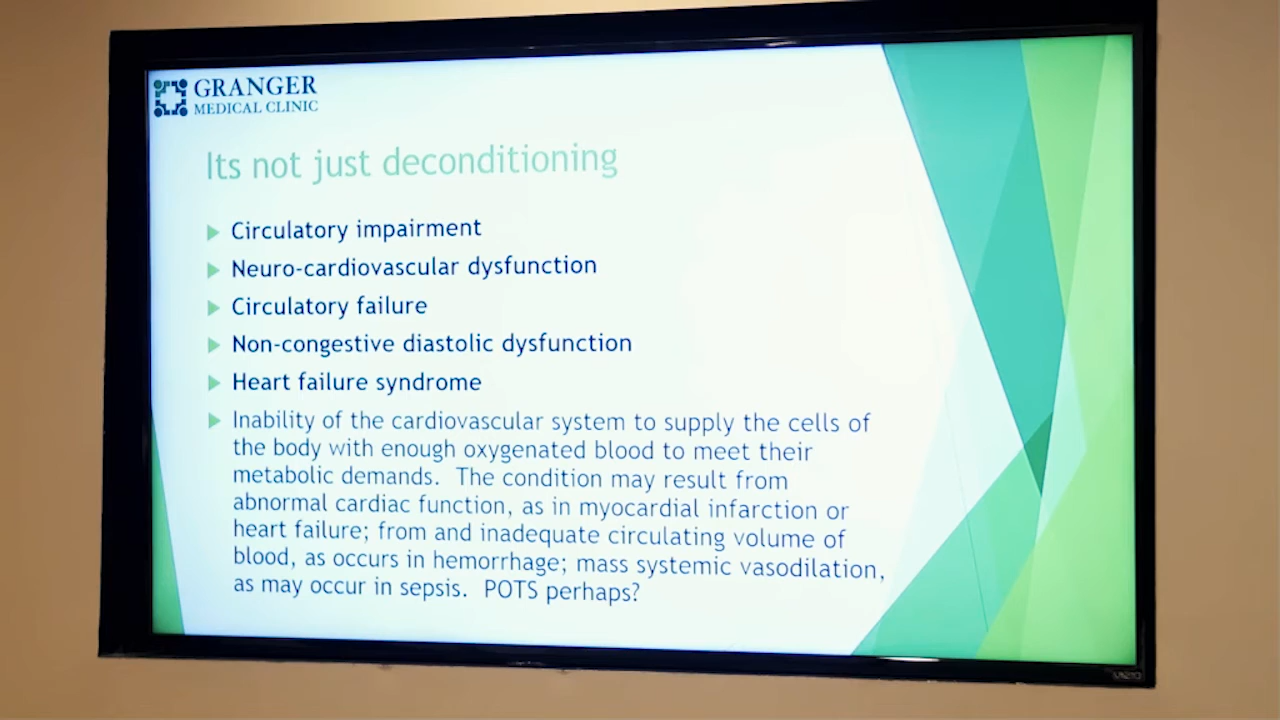 GRANGER
MEDICAL CLINIC
Its not just deconditioning
Circulatory impairment
Neuro-cardiovascular dysfunction
Circulatory failure
Non-congestive diastolic dysfunction
Heart failure syndrome
Inability of the cardiovascular system to supply the cells of
the body with enough oxygenated blood to meet their
metabolic demands. The condition may result from
abnormal cardiac function, as in myocardial infarction or
heart failure; from and inadequate circulating volume of
blood, as occurs in hemorrhage; mass systemic vasodilation,
as may occur in sepsis. POTS perhaps?